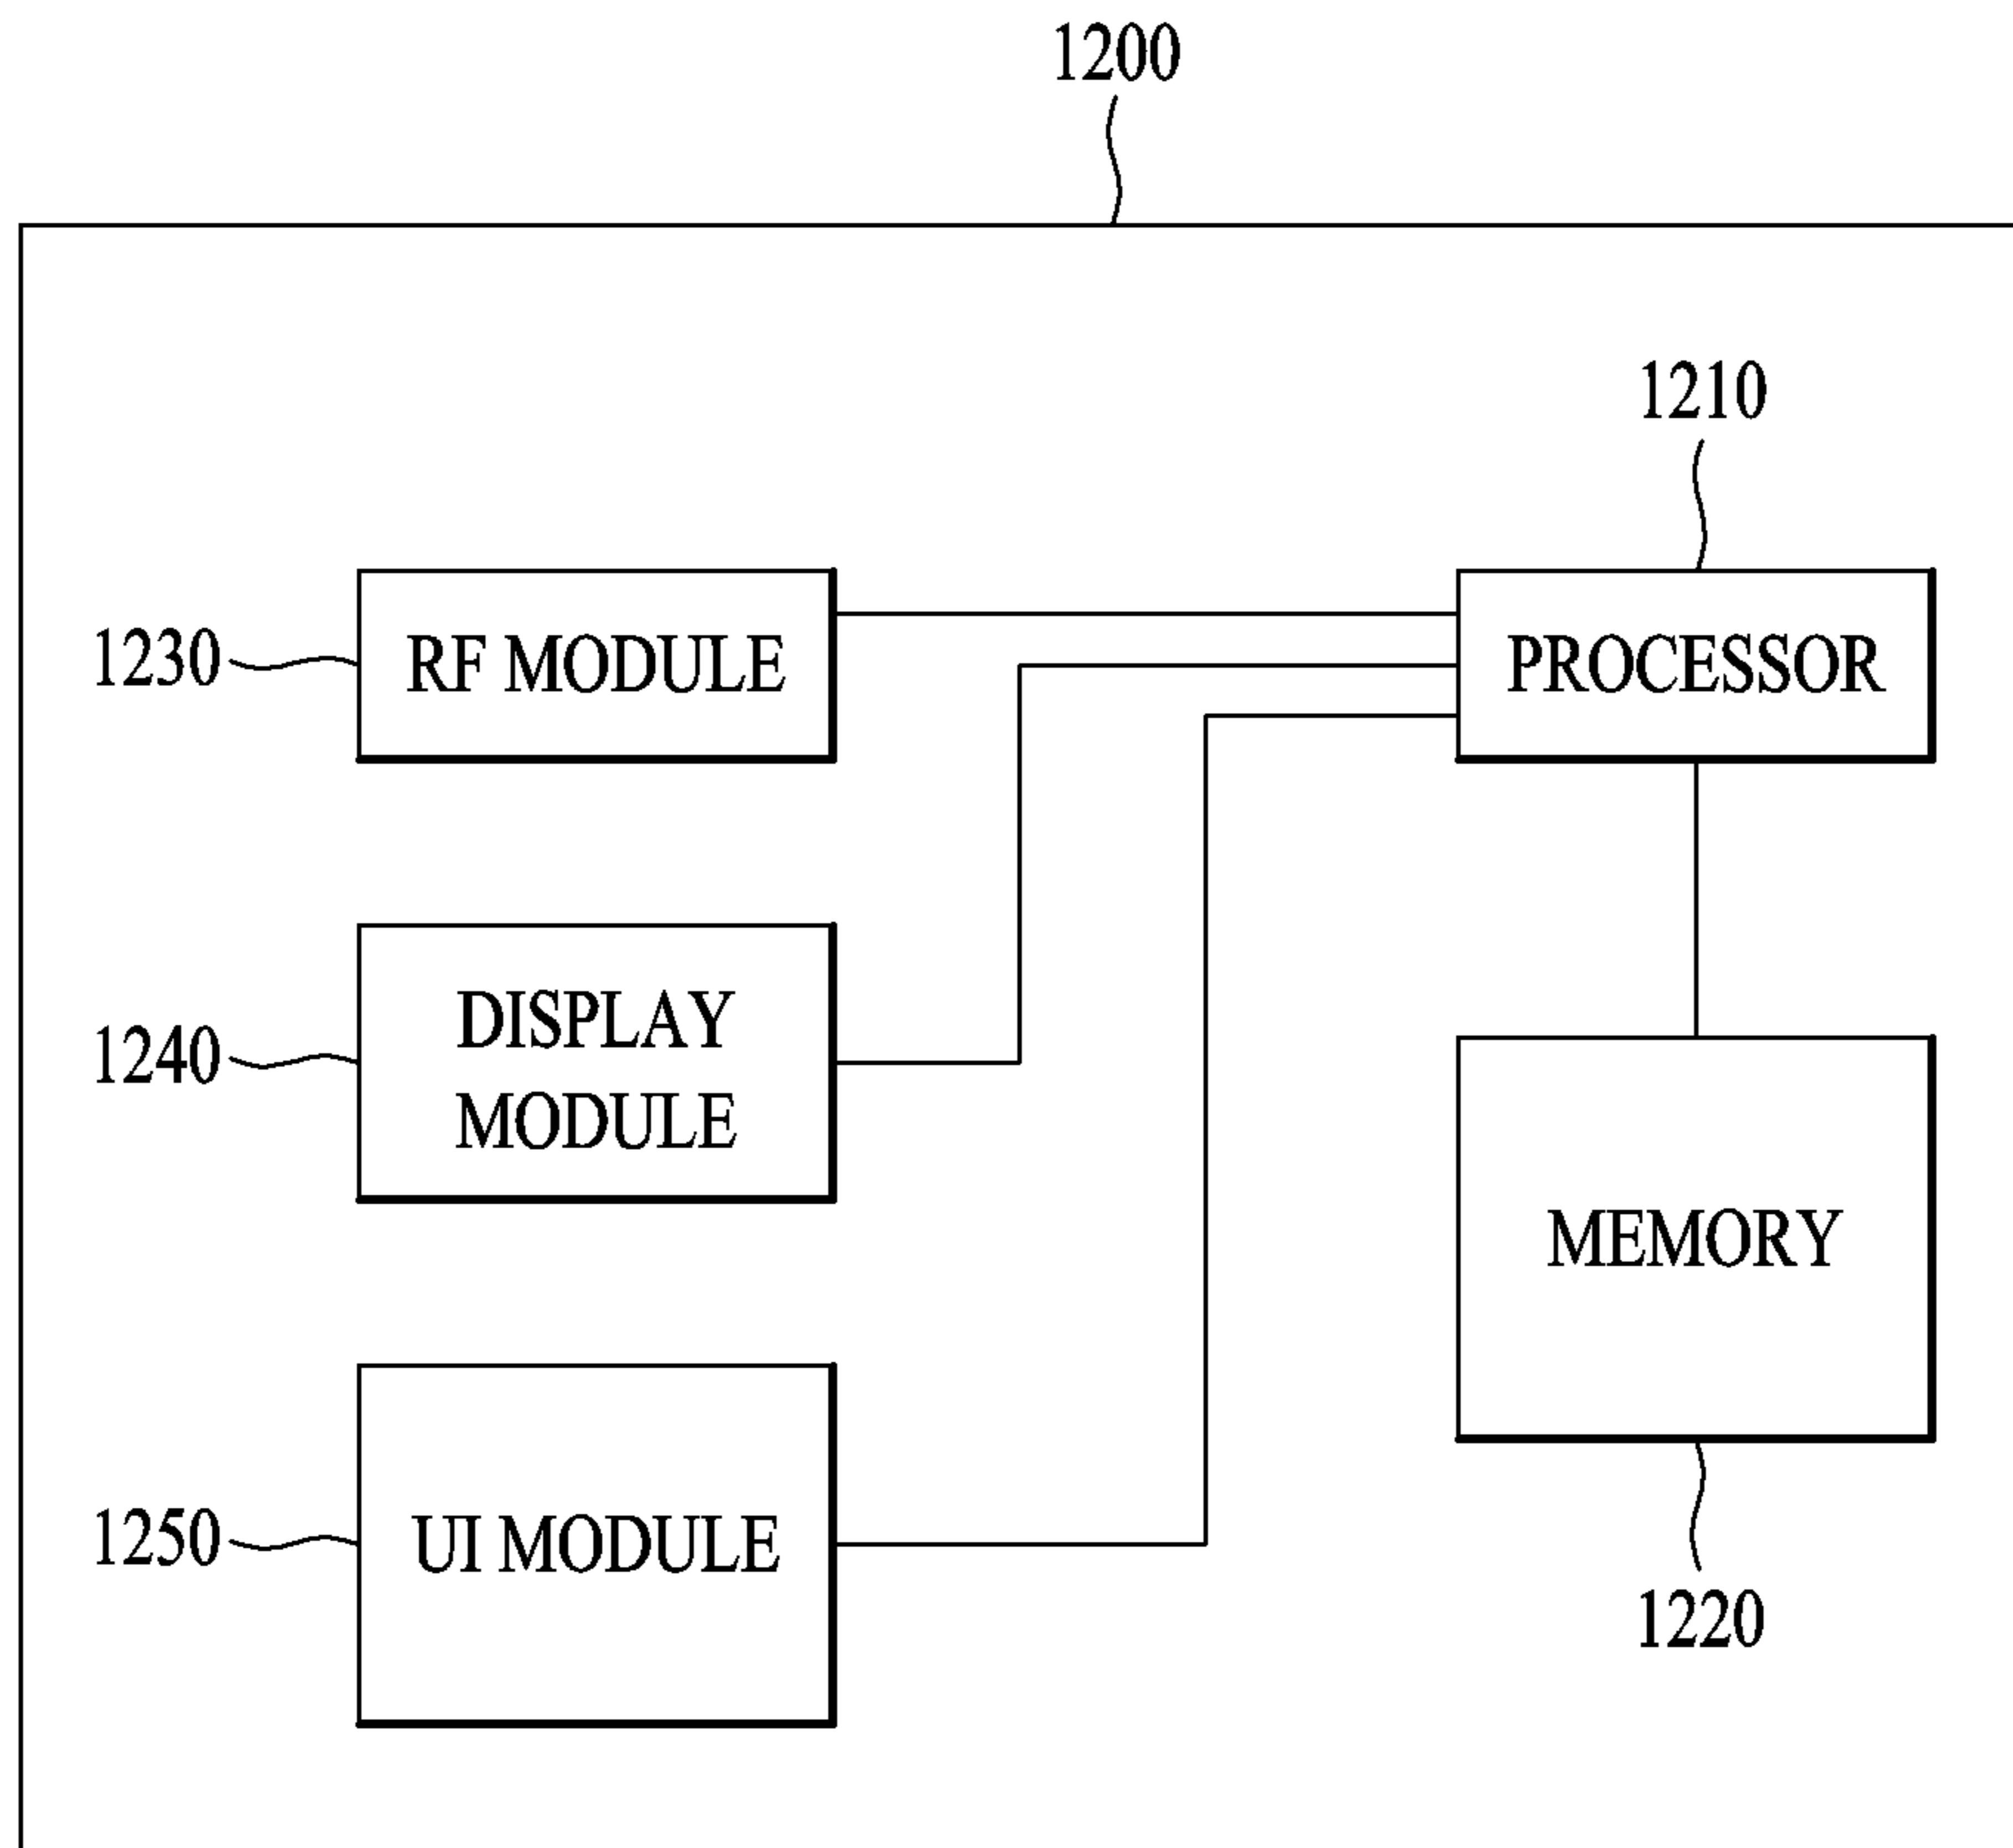 1200
1210
1230
RF MODULE
PROCESSOR
1240
DISPLAY
MODULE
MEMORY
1250
UI MODULE
1220